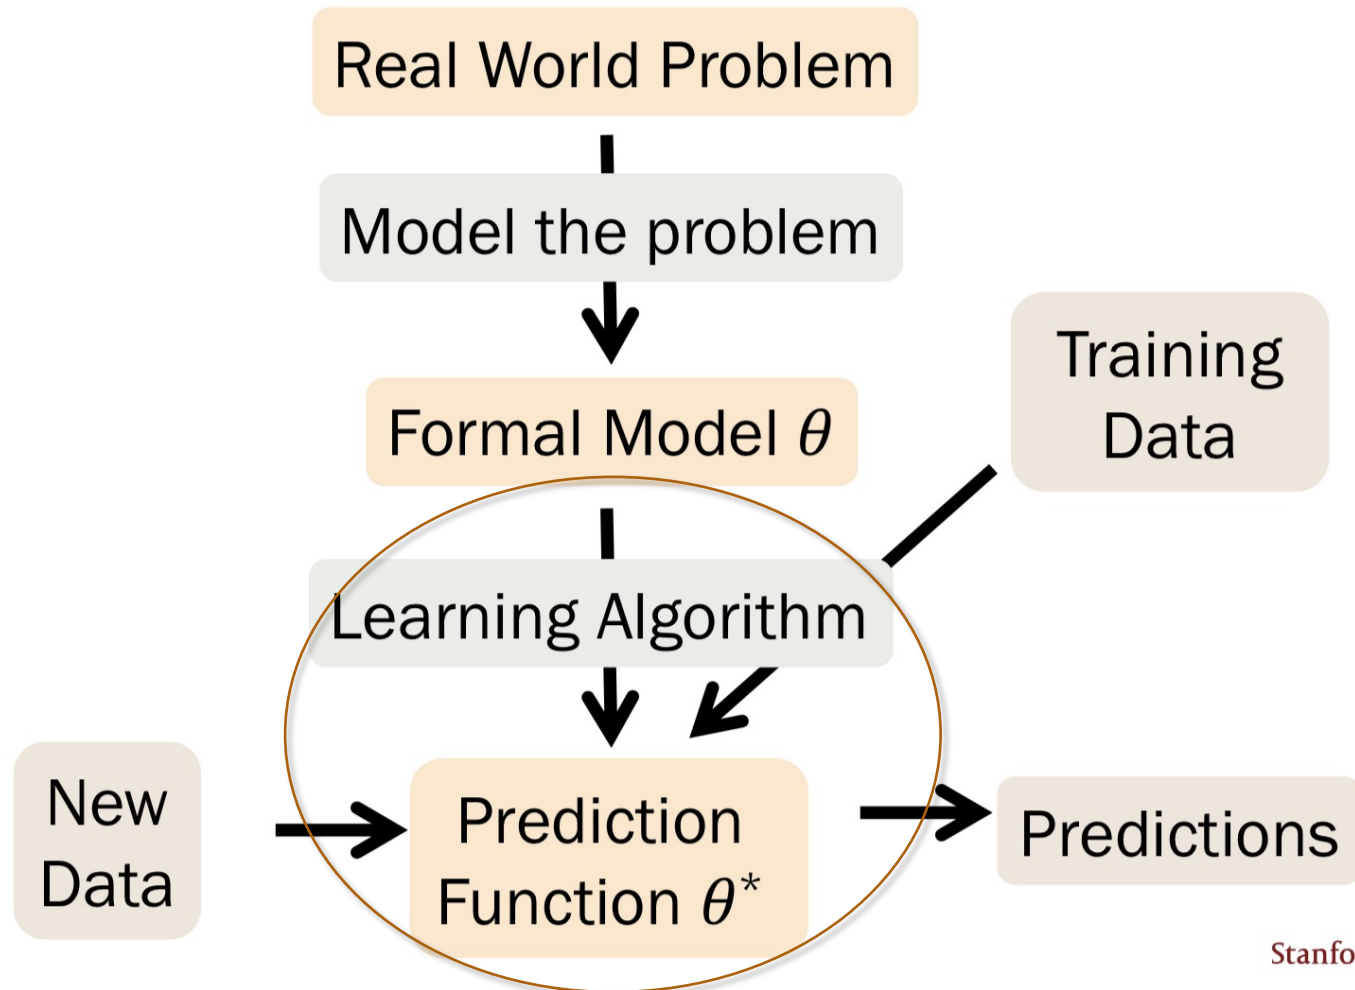 Real World Problem
Model the problem
Formal Model θ
Training
Data
Learning Algorithm
New
Data
Prediction
Function θ*
Predictions
Stanfo